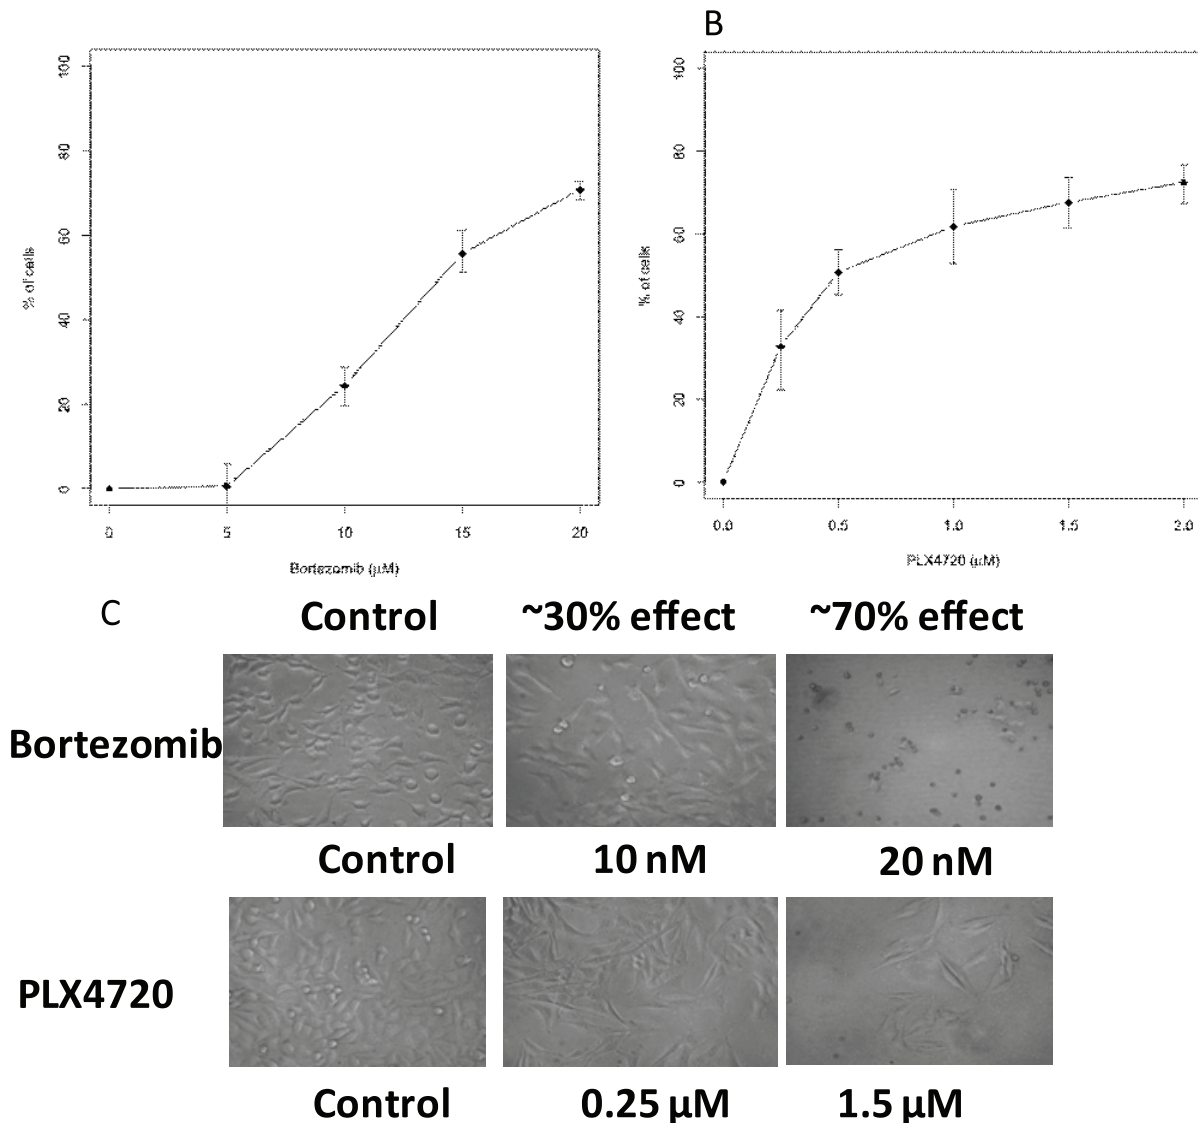 B
100
80
60
40
20
0
% of cells
0 5 10 15 20
Bortezomib (µM)
100
80
60
40
20
0
% of cells
0.0 0.5 1.0 1.5 2.0
PLX4720 (µM)
C Control ~30% effect ~70% effect
Bortezomib
Control 10 nM 20 nM
PLX4720
Control 0.25 µM 1.5 µM